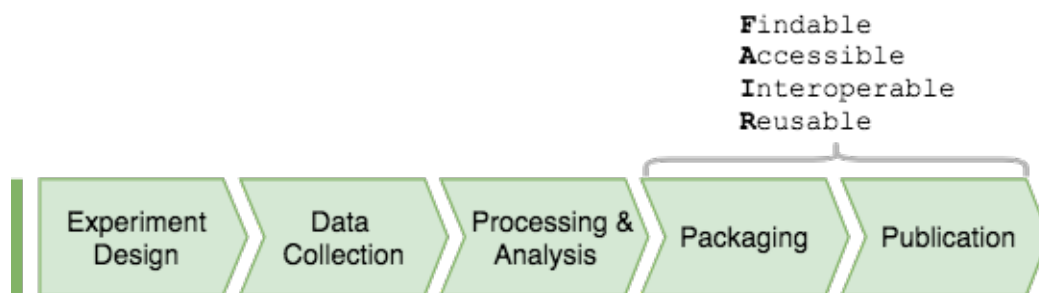 Findable
Accessible
Interoperable
Reusable
Experiment
Design
Data
Collection
Processing &
Analysis
Packaging
Publication